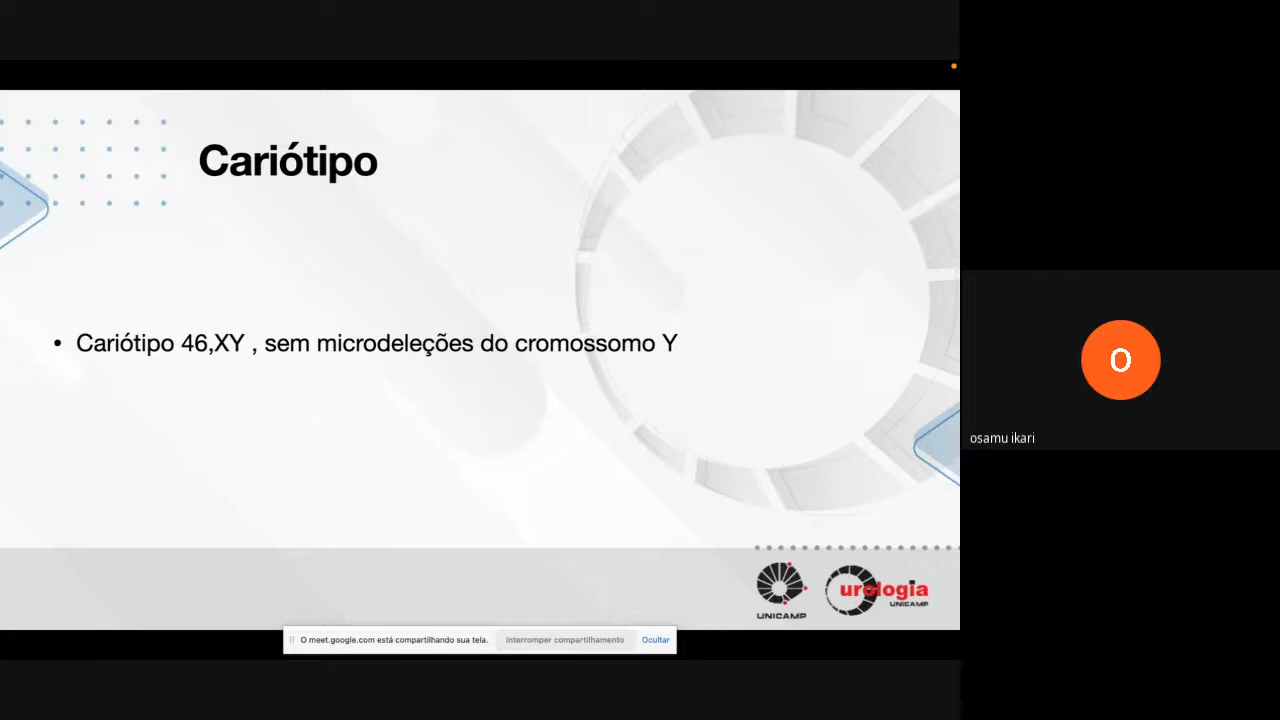 Cariótipo
• Cariótipo 46,XY , sem microdeleções do cromossomo Y
O
osamu ikari
UNICAMP
urologia
UNICAMP
O meet.google.com está compartilhando sua tela.
Interromper compartilhamento
Ocultar